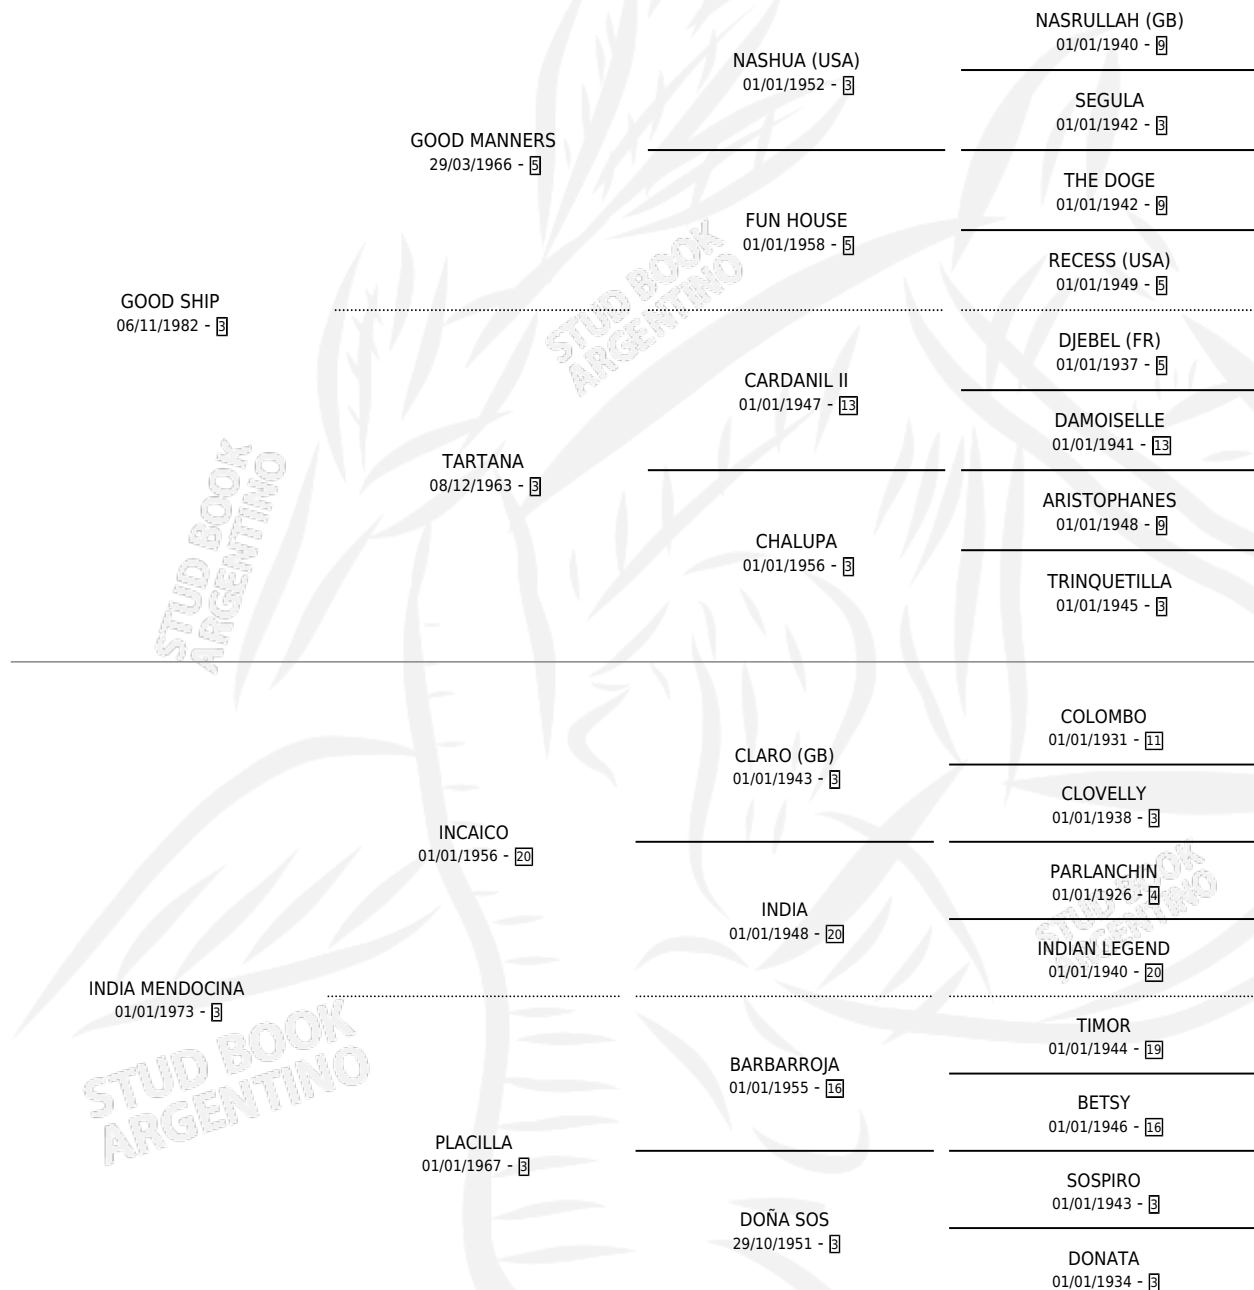 NASRULLAH (GB)
01/01/1940 - 9
NASHUA (USA)
01/01/1952 - 3
SEGULA
01/01/1942 - 3
GOOD MANNERS
29/03/1966 - 5
THE DOGE
01/01/1942 - 9
FUN HOUSE
01/01/1958 - 5
RECESS (USA)
01/01/1949 - 5
GOOD SHIP
06/11/1982 - 3
DJEBEL (FR)
01/01/1937 - 5
CARDANIL II
01/01/1947 - 13
DAMOISELLE
01/01/1941 - 13
TARTANA
08/12/1963 - 3
ARISTOPHANES
01/01/1948 - 9
CHALUPA
01/01/1956 - 3
TRINQUETILLA
01/01/1945 - 3
COLOMBO
01/01/1931 - 11
CLARO (GB)
01/01/1943 - 3
CLOVELLY
01/01/1938 - 3
INCAICO
01/01/1956 - 20
PARLANCHIN
01/01/1926 - 4
INDIA
01/01/1948 - 20
INDIAN LEGEND
01/01/1940 - 20
INDIA MENDOCINA
01/01/1973 - 3
TIMOR
01/01/1944 - 19
BARBARROJA
01/01/1955 - 16
BETSY
01/01/1946 - 16
PLACILLA
01/01/1967 - 3
SOSPIRO
01/01/1943 - 3
DOÑA SOS
29/10/1951 - 3
DONATA
01/01/1934 - 3
STUD BOOK
ARGENTINO
STUD BOOK
ARGENTINO
STUD BOOK
ARGENTINO
STUD BOOK
ARGENTINO